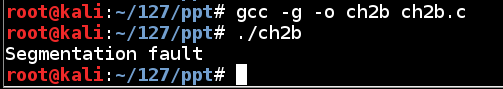 root@kali:~/127/ppt# gcc -g -o ch2b ch2b.c
root@kali:~/127/ppt# ./ch2b
Segmentation fault
root@kali:~/127/ppt#